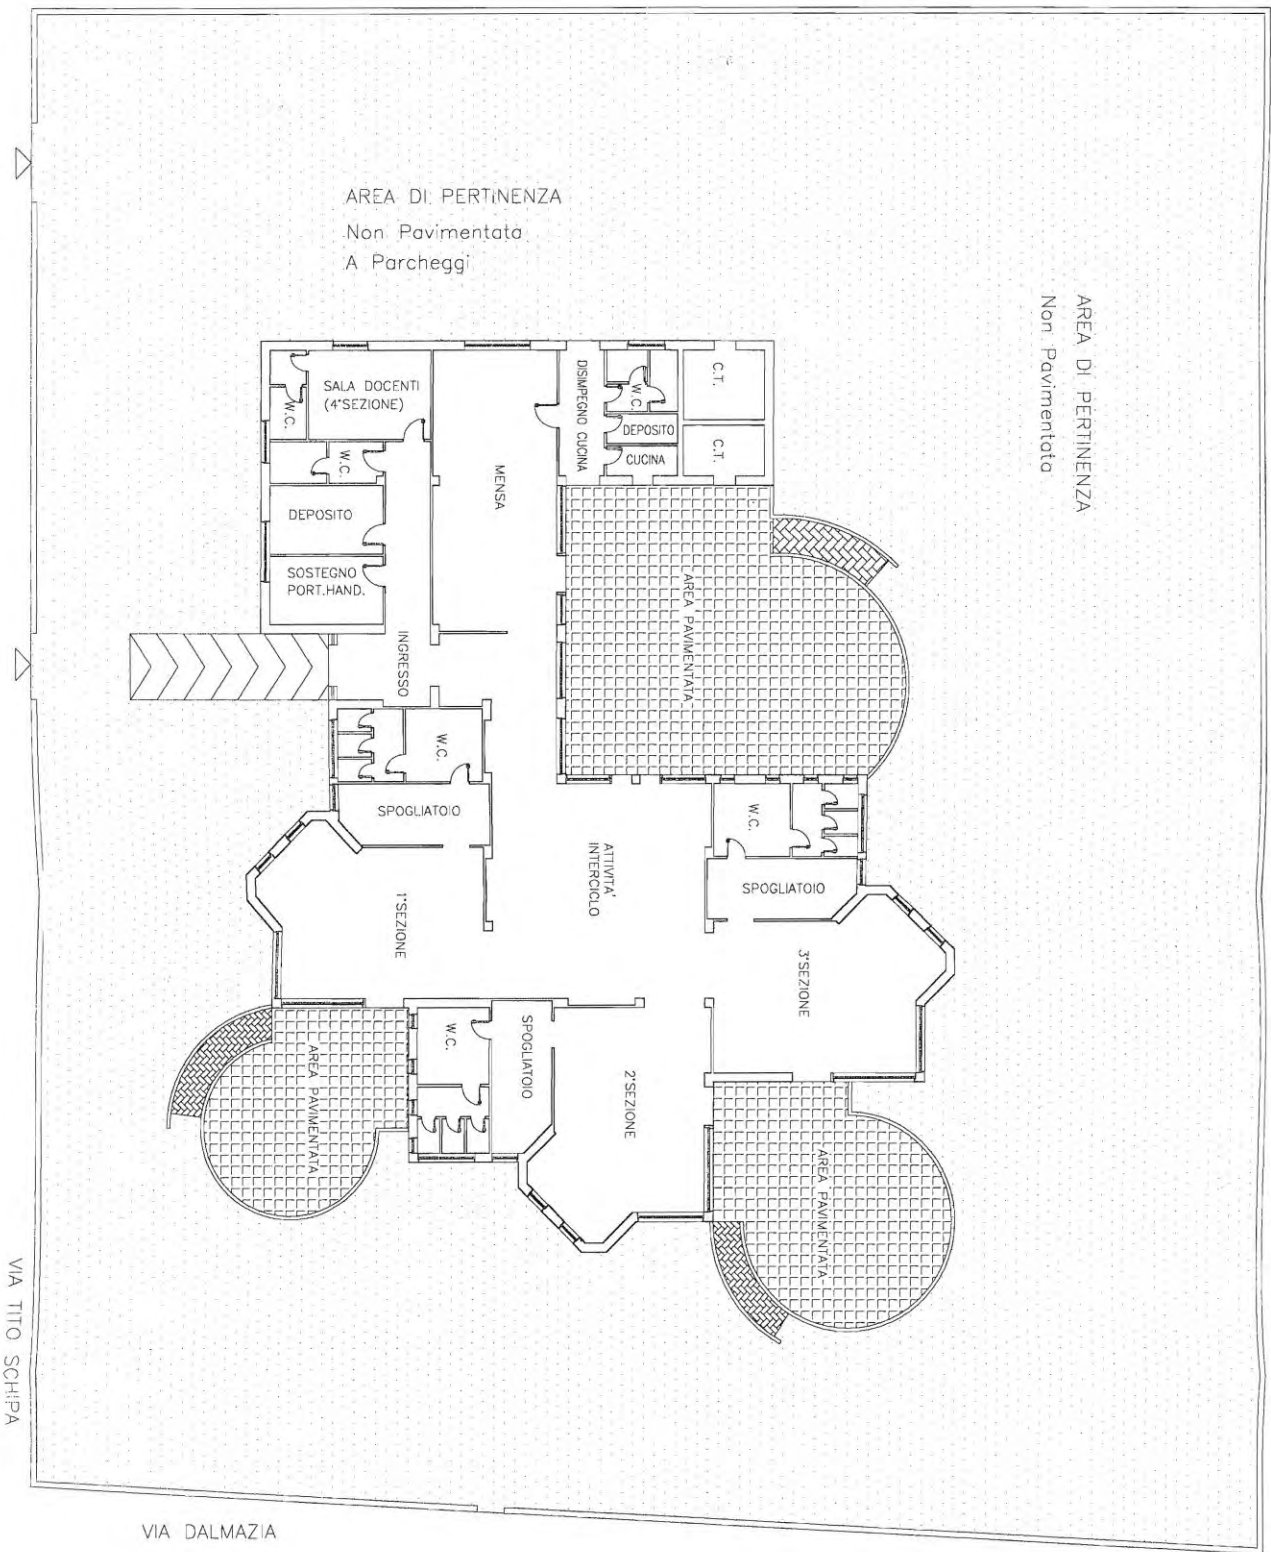 AREA DI PERTINENZA
Non Pavimentata
A Parcheggi
AREA DI PERTINENZA
Non Pavimentata
SALA DOCENTI
(4°SEZIONE)
W.C.
W.C.
DEPOSITO
SOSTEGNO
PORT.HAND.
MENSA
DISIMPEGNO CUCINA
W.C.
DEPOSITO
CUCINA
C.T.
C.T.
AREA PAVIMENTATA
INGRESSO
W.C.
SPOGLIATOIO
1°SEZIONE
ATTIVITA'
INTERCICLO
W.C.
SPOGLIATOIO
3°SEZIONE
AREA PAVIMENTATA
W.C.
SPOGLIATOIO
2°SEZIONE
AREA PAVIMENTATA
VIA TITO SCHIPA
VIA DALMAZIA